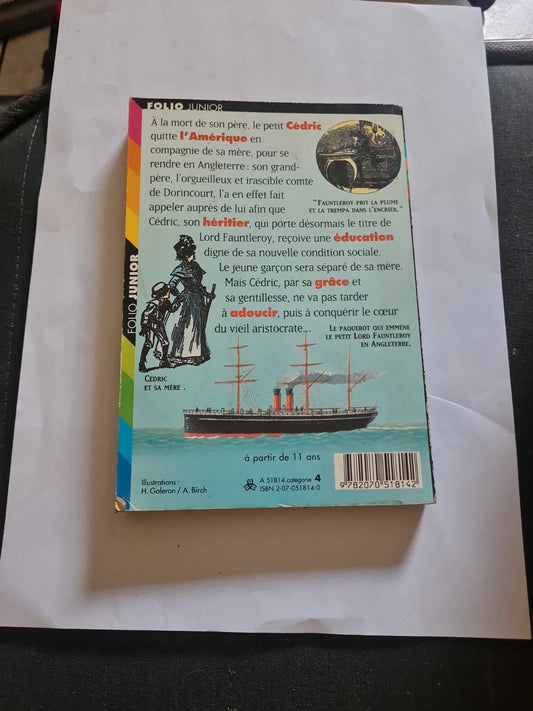 FOLIO JUNIOR
À la mort de son père, le petit Cédric
quitte l'Amérique en
compagnie de sa mère, pour se
rendre en Angleterre : son grand-
père, l'orgueilleux et irascible comte
de Dorincourt, l'a en effet fait
appeler auprès de lui afin que
Cédric, son héritier, qui porte désormais le titre de
Lord Fauntleroy, reçoive une éducation
digne de sa nouvelle condition sociale.
Le jeune garçon sera séparé de sa mère.
Mais Cédric, par sa grâce et
sa gentillesse, ne va pas tarder
à adoucir, puis à conquérir le cœur
du vieil aristocrate...
"FAUNTLEROY PRIT LA PLUME
ET LA TREMPA DANS L'ENCRIER."
FOLIO JUNIOR
LE PAQUEBOT QUI EMMÈNE
LE PETIT LORD FAUNTLEROY
EN ANGLETERRE.
CÉDRIC
ET SA MÈRE .
à partir de 11 ans
Illustrations :
H. Galeron / A. Birch
A 51814 catégorie 4
ISBN 2-07-051814-0
9 782070 518142